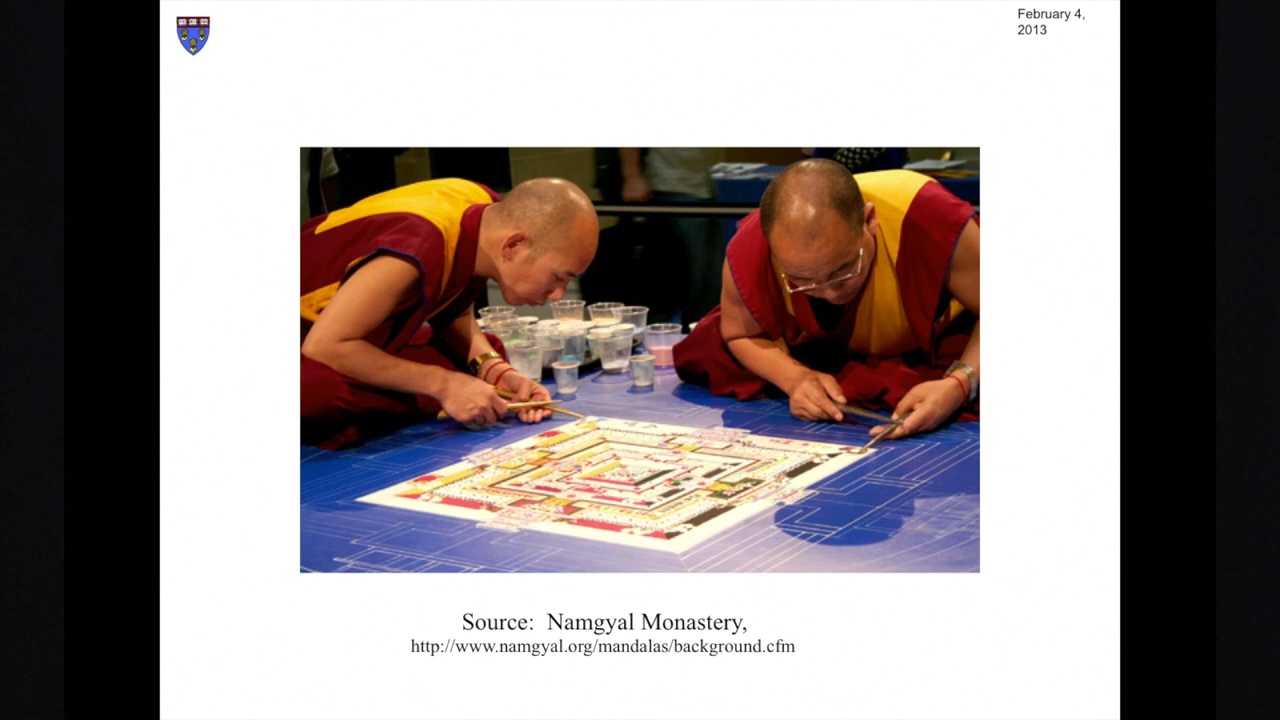 February 4,
2013
Source: Namgyal Monastery,
http://www.namgyal.org/mandalas/background.cfm